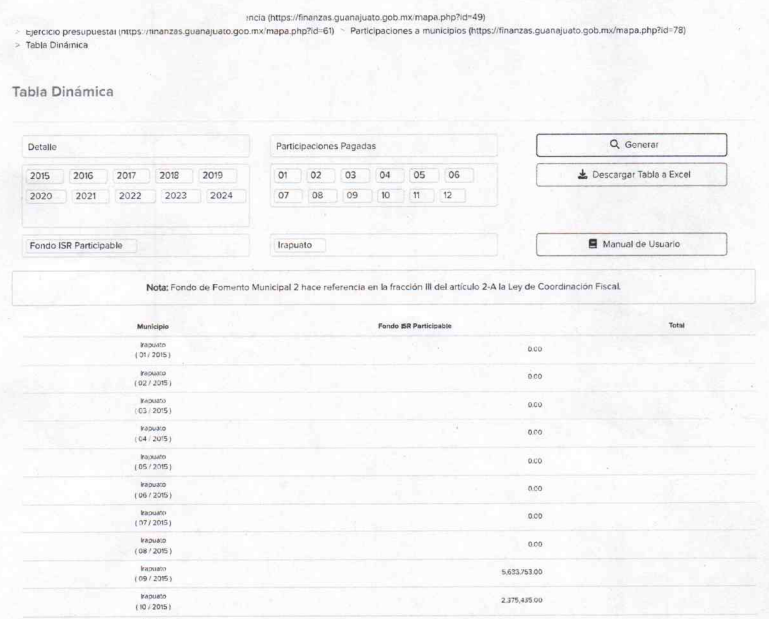 ncia (https://finanzas.guanajuato.gob.mx/mapa.php?id=49)
> Ejercicio presupuestal (https://finanzas.guanajuato.gob.mx/mapa.php?id=61) > Participaciones a municipios (https://finanzas.guanajuato.gob.mx/mapa.php?id=78)
> Tabla Dinámica
Tabla Dinámica
Detalle
Participaciones Pagadas
Generar
2015 2016 2017 2018 2019
01 02 03 04 05 06
Descargar Tabla a Excel
2020 2021 2022 2023 2024
07 08 09 10 11 12
Fondo ISR Participable
Irapuato
Manual de Usuario
Nota: Fondo de Fomento Municipal 2 hace referencia en la fracción III del artículo 2-A la Ley de Coordinación Fiscal.
Municipio Fondo ISR Participable Total
Irapuato
( 01 / 2015 ) 0.00
Irapuato
( 02 / 2015 ) 0.00
Irapuato
( 03 / 2015 ) 0.00
Irapuato
( 04 / 2015 ) 0.00
Irapuato
( 05 / 2015 ) 0.00
Irapuato
( 06 / 2015 ) 0.00
Irapuato
( 07 / 2015 ) 0.00
Irapuato
( 08 / 2015 ) 0.00
Irapuato
( 09 / 2015 ) 5,633,753.00
Irapuato
( 10 / 2015 ) 2,375,435.00